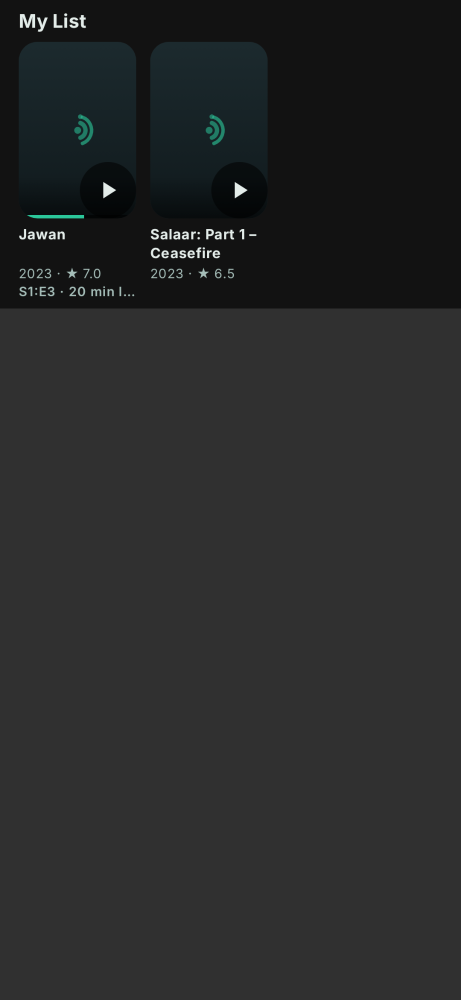 My List
Jawan
2023 · ★ 7.0
S1:E3 · 20 min l...
Salaar: Part 1 –
Ceasefire
2023 · ★ 6.5